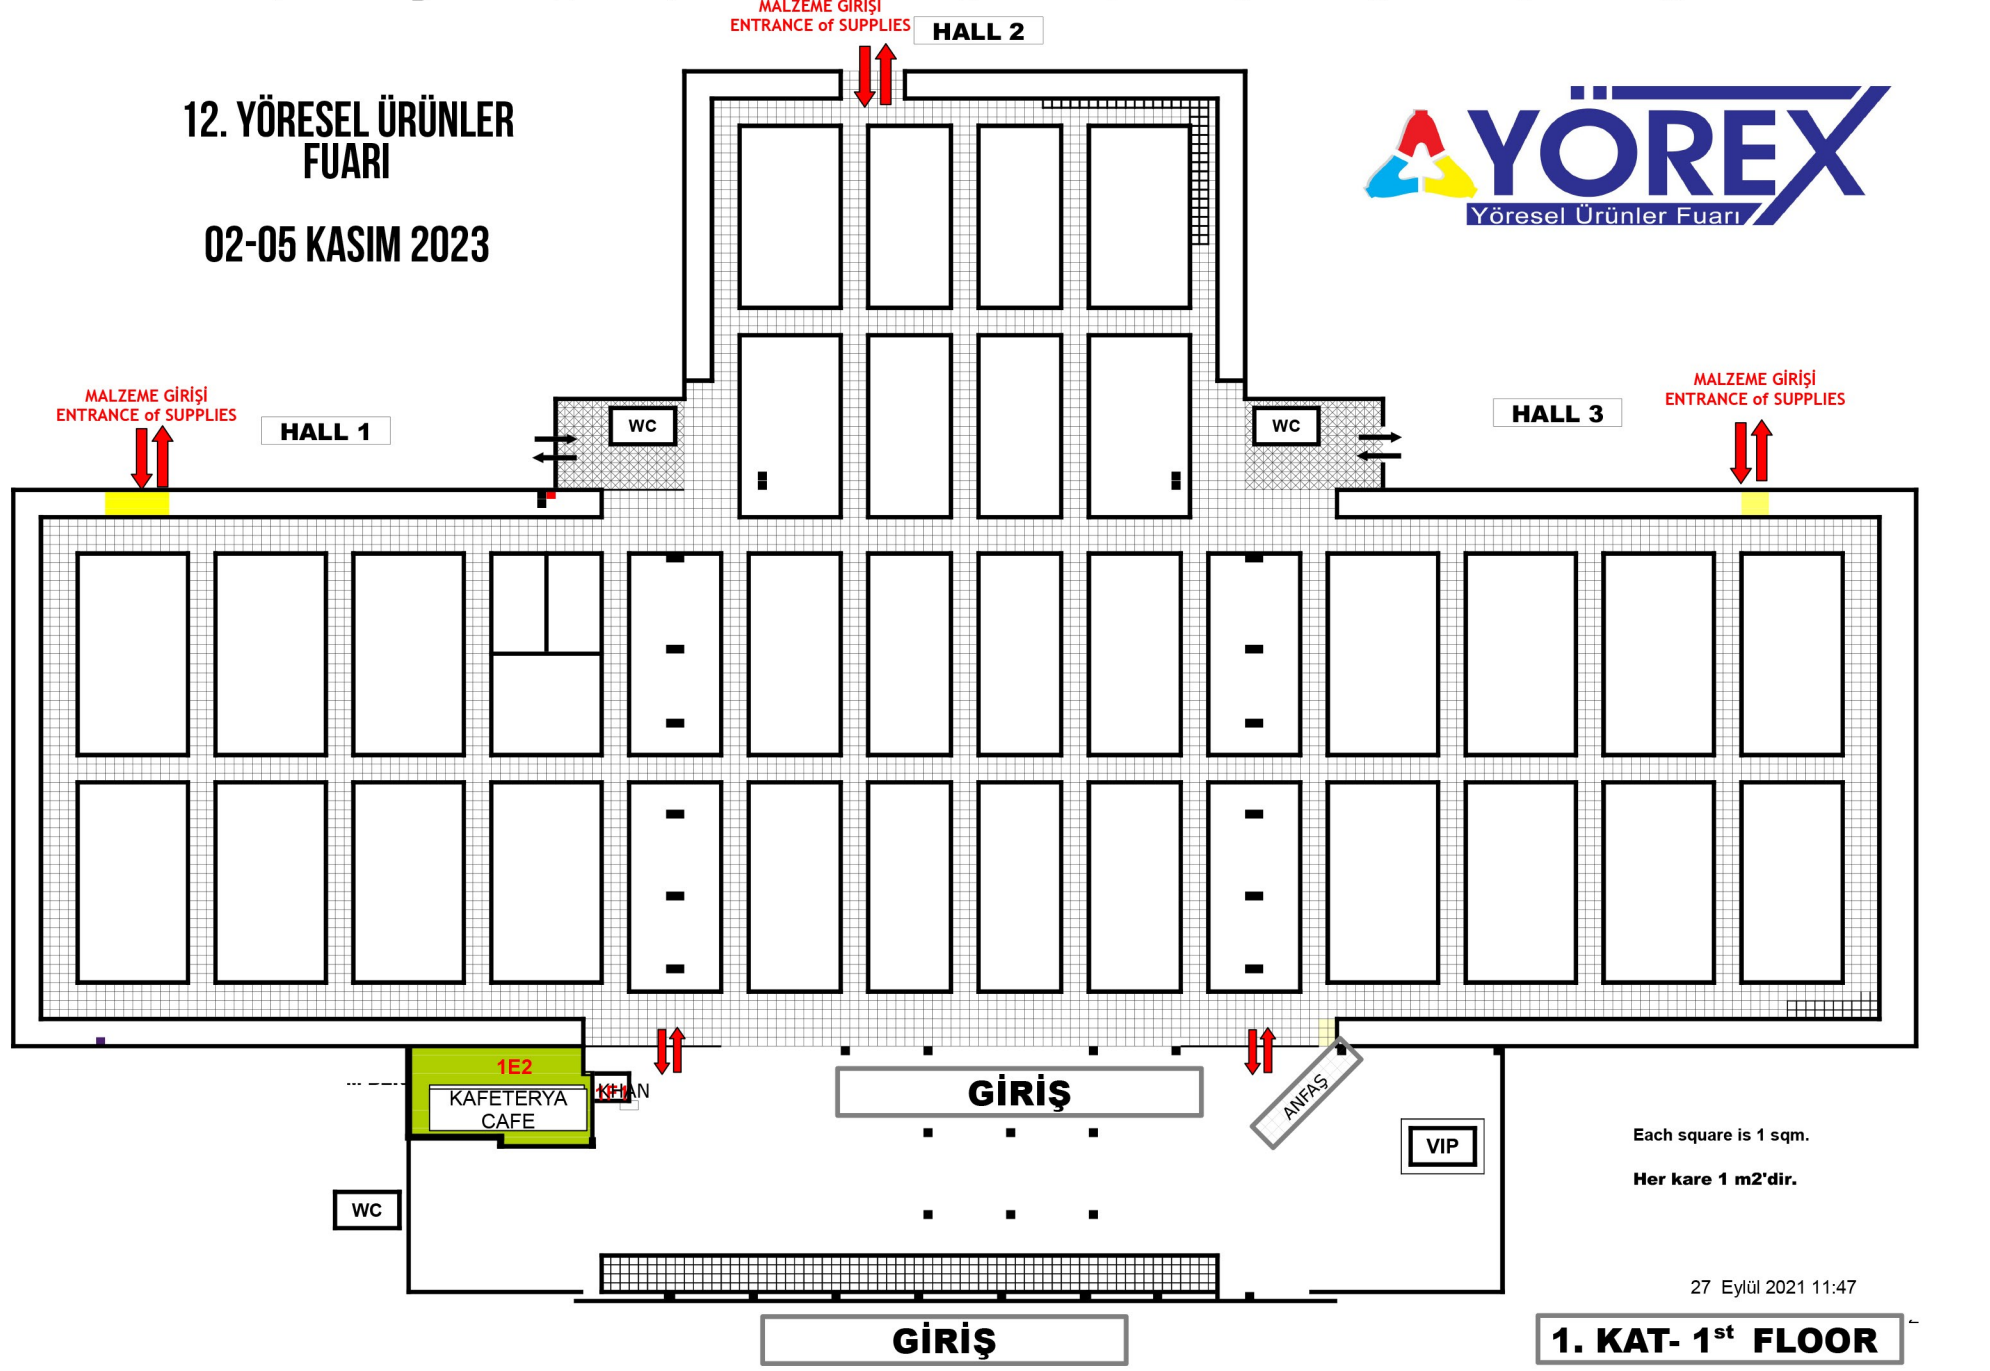 MALZEME GİRİŞİ
ENTRANCE of SUPPLIES
HALL 2
12. YÖRESEL ÜRÜNLER
FUARI
02-05 KASIM 2023
YÖREX
Yöresel Ürünler Fuarı
MALZEME GİRİŞİ
ENTRANCE of SUPPLIES
HALL 1
WC
WC
HALL 3
MALZEME GİRİŞİ
ENTRANCE of SUPPLIES
1E2
KAFETERYA
CAFE
GİRİŞ
ANFAŞ
VIP
Each square is 1 sqm.
Her kare 1 m2'dir.
WC
27 Eylül 2021 11:47
GİRİŞ
1. KAT- 1st FLOOR